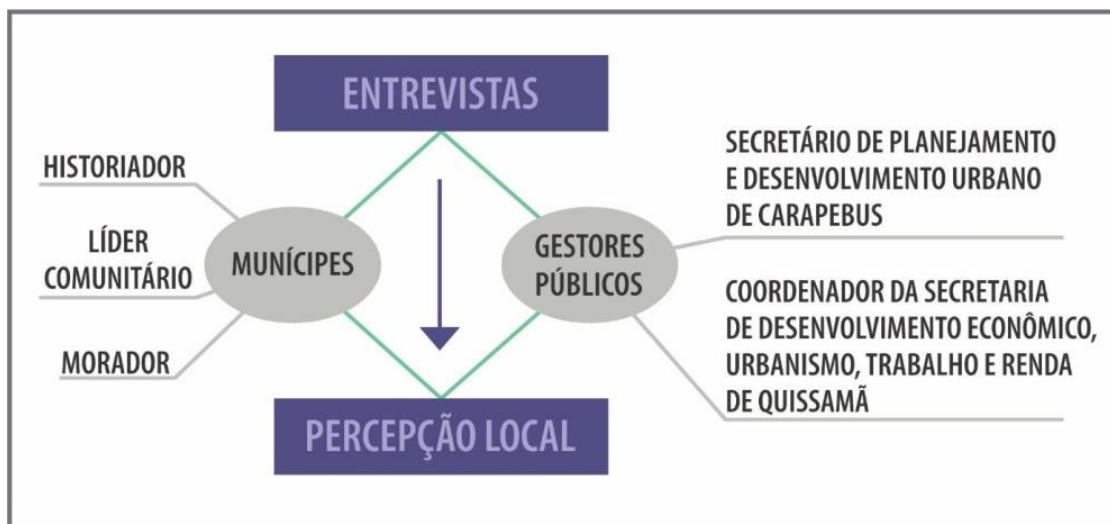 ENTREVISTAS
HISTORIADOR
LÍDER
COMUNITÁRIO
MORADOR
MUNÍCIPES
GESTORES
PÚBLICOS
SECRETÁRIO DE PLANEJAMENTO
E DESENVOLVIMENTO URBANO
DE CARAPEBUS
COORDENADOR DA SECRETARIA
DE DESENVOLVIMENTO ECONÔMICO,
URBANISMO, TRABALHO E RENDA
DE QUISSAMÃ
PERCEPÇÃO LOCAL